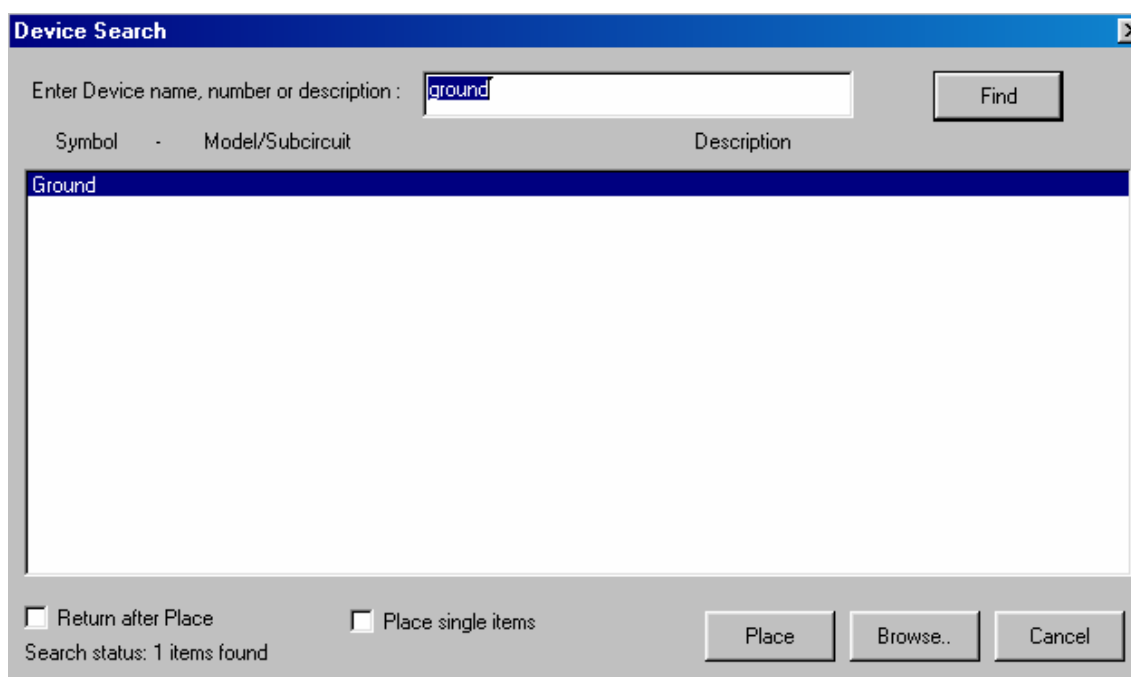 Device Search
Enter Device name, number or description : ground Find
Symbol - Model/Subcircuit Description
Ground
Return after Place Place single items
Place Browse.. Cancel
Search status: 1 items found